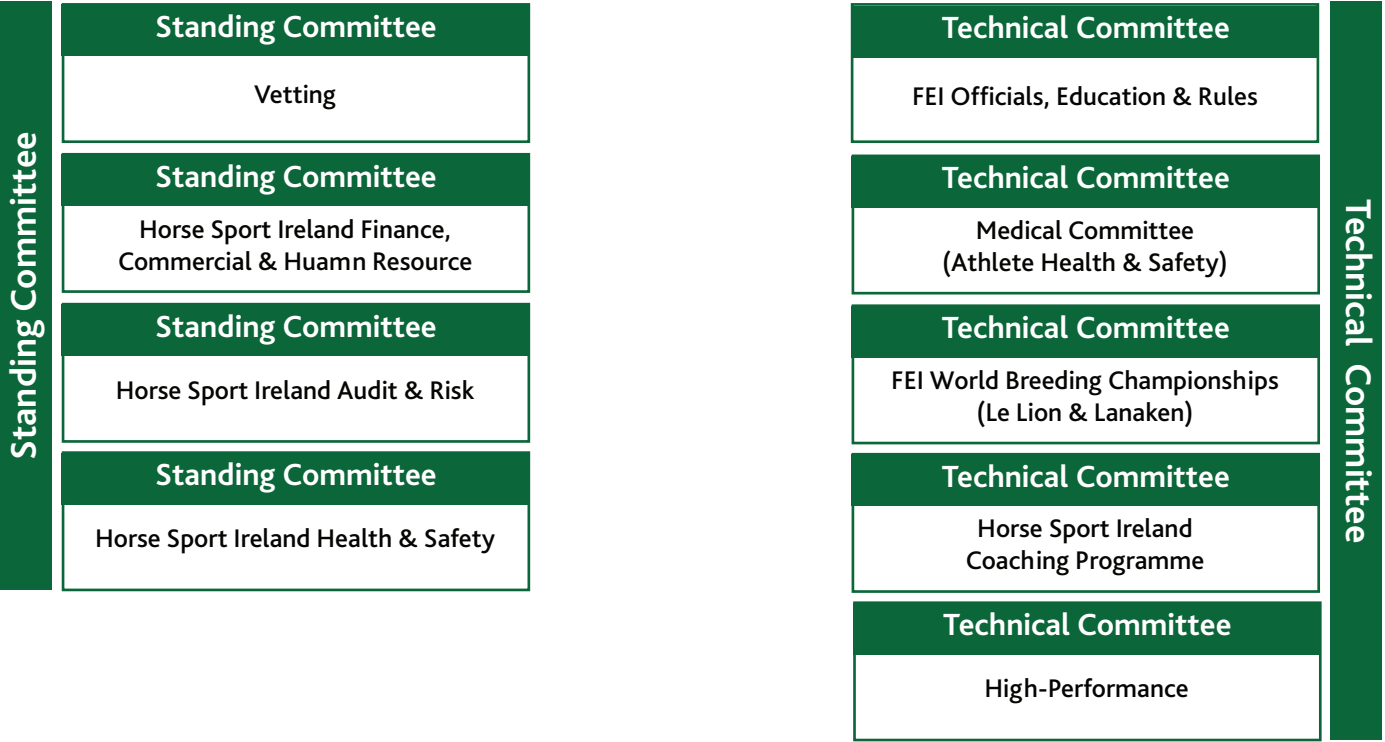 Standing Committee
Standing Committee
Vetting
Standing Committee
Horse Sport Ireland Finance,
Commercial & Huamn Resource
Standing Committee
Horse Sport Ireland Audit & Risk
Standing Committee
Horse Sport Ireland Health & Safety
Technical Committee
FEI Officials, Education & Rules
Technical Committee
Medical Committee
(Athlete Health & Safety)
Technical Committee
FEI World Breeding Championships
(Le Lion & Lanaken)
Technical Committee
Horse Sport Ireland
Coaching Programme
Technical Committee
High-Performance
Technical Committee